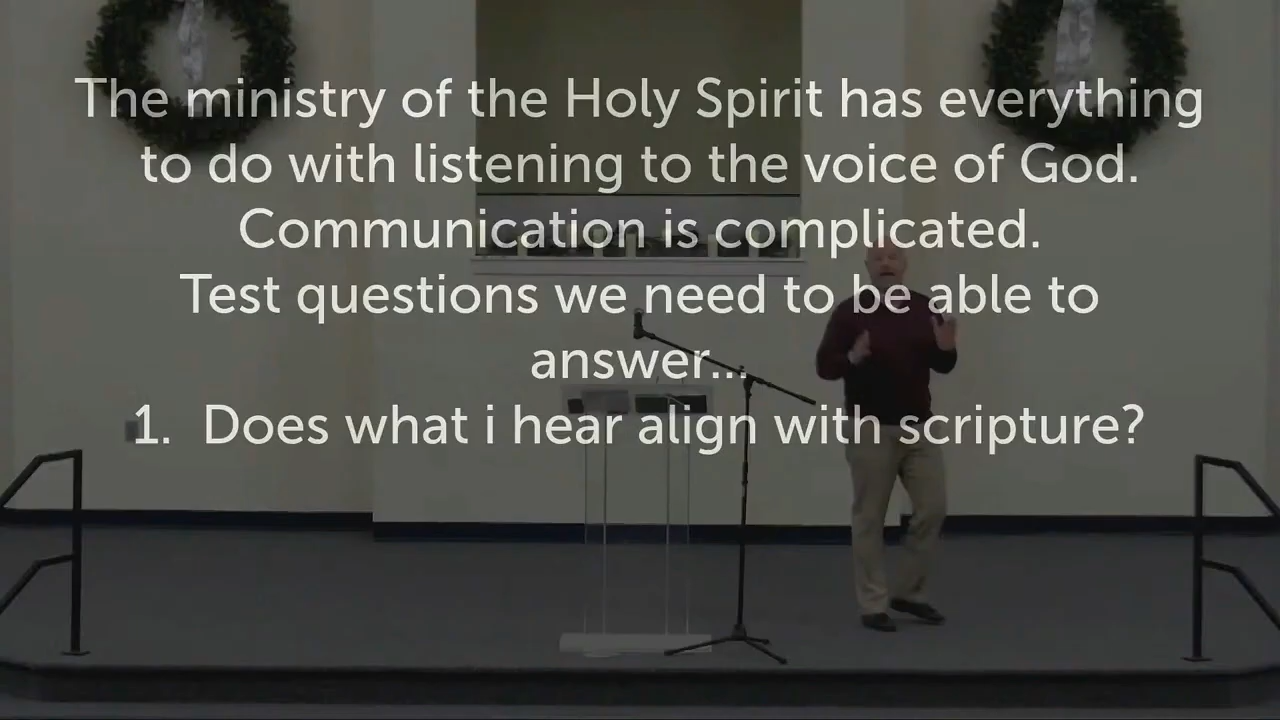 The ministry of the Holy Spirit has everything
to do with listening to the voice of God.
Communication is complicated.
Test questions we need to be able to
answer...
1.  Does what i hear align with scripture?